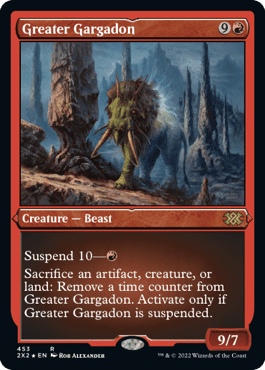 Greater Gargadon 9
Creature — Beast
Suspend 10—
Sacrifice an artifact, creature, or
land: Remove a time counter from
Greater Gargadon. Activate only if
Greater Gargadon is suspended.
9/7
453 R
2X2 ★ EN Rob Alexander
™ & © 2022 Wizards of the Coast